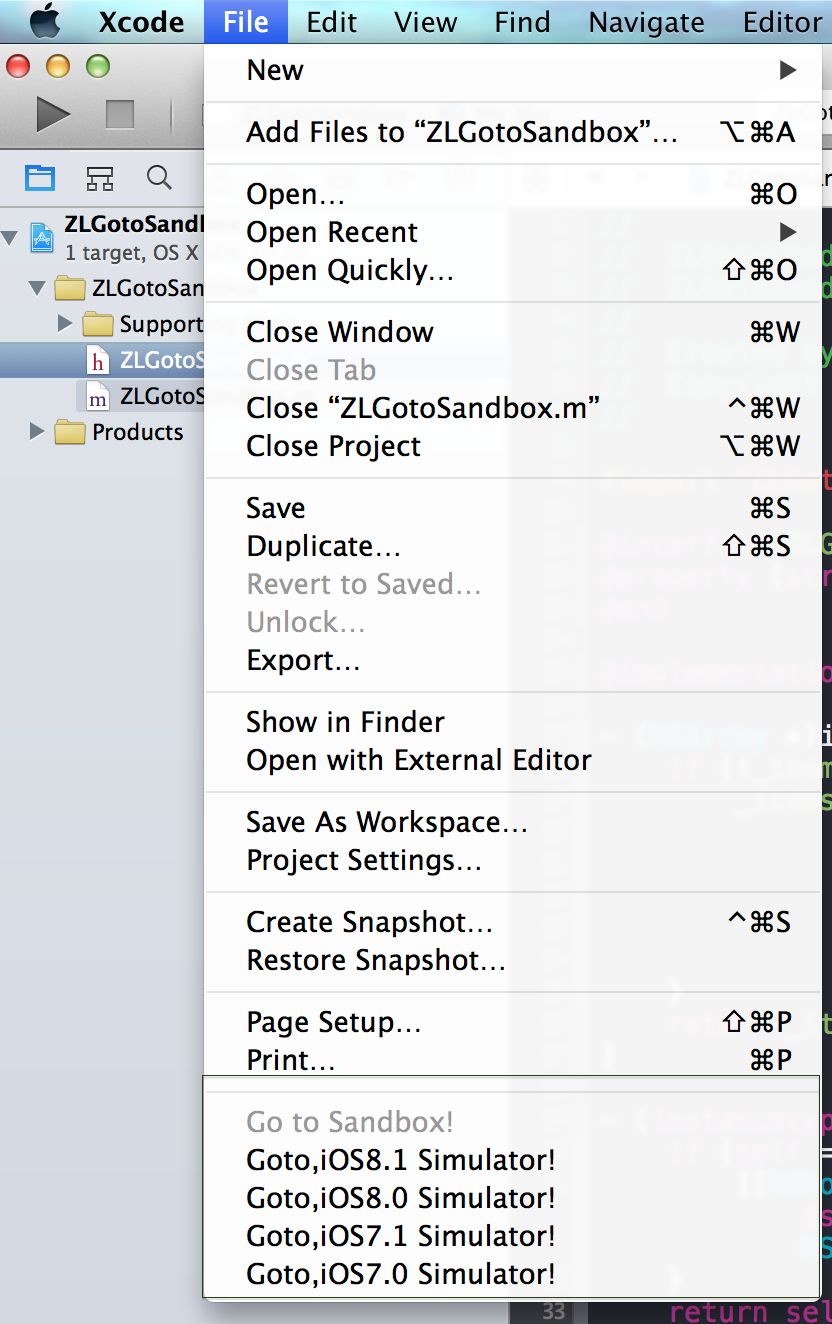 Xcode File Edit View Find Navigate Editor
New
Add Files to “ZLGotoSandbox”... ⌥⌘A
Open... ⌘O
Open Recent
Open Quickly... ⇧⌘O
Close Window ⌘W
Close Tab
Close “ZLGotoSandbox.m” ^⌘W
Close Project ⌥⌘W
Save ⌘S
Duplicate... ⇧⌘S
Revert to Saved...
Unlock...
Export...
Show in Finder
Open with External Editor
Save As Workspace...
Project Settings...
Create Snapshot... ^⌘S
Restore Snapshot...
Page Setup... ⇧⌘P
Print... ⌘P
Go to Sandbox!
Goto,iOS8.1 Simulator!
Goto,iOS8.0 Simulator!
Goto,iOS7.1 Simulator!
Goto,iOS7.0 Simulator!
ZLGotoSandb
1 target, OS X
ZLGotoSan
Supporting
h ZLGotoS
m ZLGotoS
Products
33 return sel